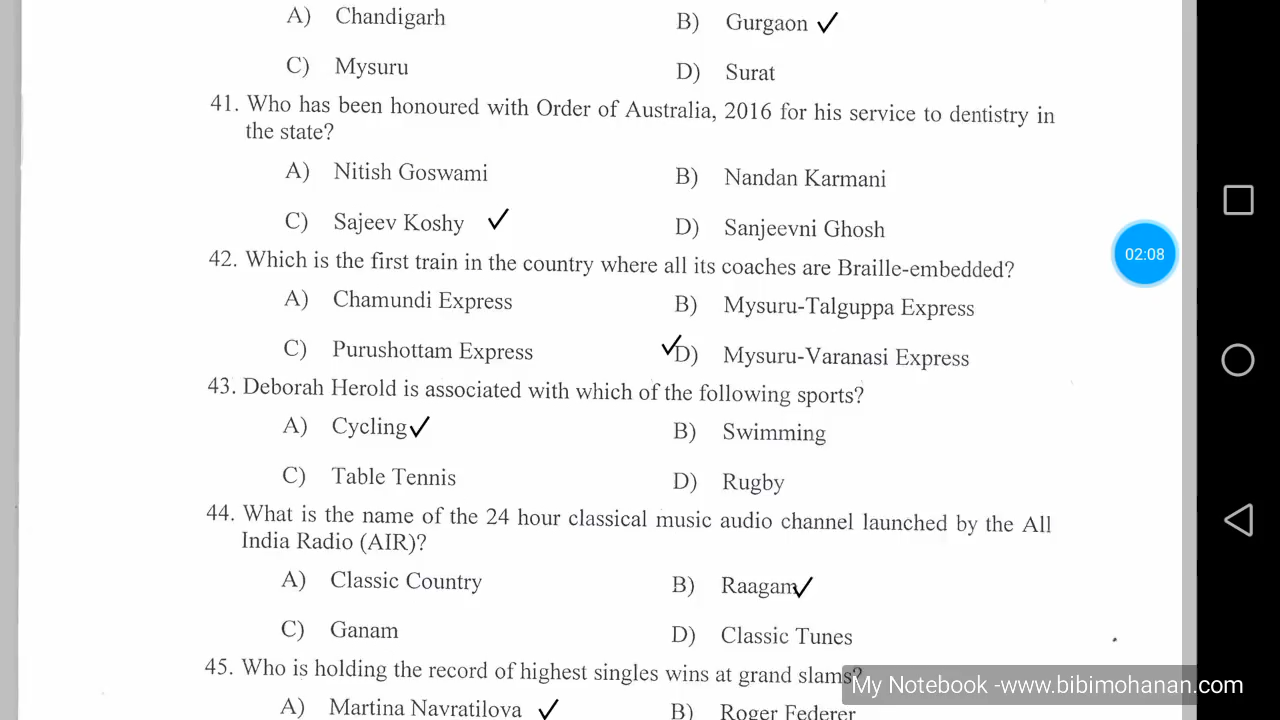 A) Chandigarh B) Gurgaon ✓
C) Mysuru D) Surat
41. Who has been honoured with Order of Australia, 2016 for his service to dentistry in
the state?
A) Nitish Goswami B) Nandan Karmani
C) Sajeev Koshy ✓ D) Sanjeevni Ghosh
42. Which is the first train in the country where all its coaches are Braille-embedded?
A) Chamundi Express B) Mysuru-Talguppa Express
C) Purushottam Express ✓ D) Mysuru-Varanasi Express
43. Deborah Herold is associated with which of the following sports?
A) Cycling ✓ B) Swimming
C) Table Tennis D) Rugby
44. What is the name of the 24 hour classical music audio channel launched by the All
India Radio (AIR)?
A) Classic Country B) Raagam ✓
C) Ganam D) Classic Tunes
45. Who is holding the record of highest singles wins at grand slams?
A) Martina Navratilova ✓ B) Roger Federer
02:08
My Notebook -www.bibimohanan.com